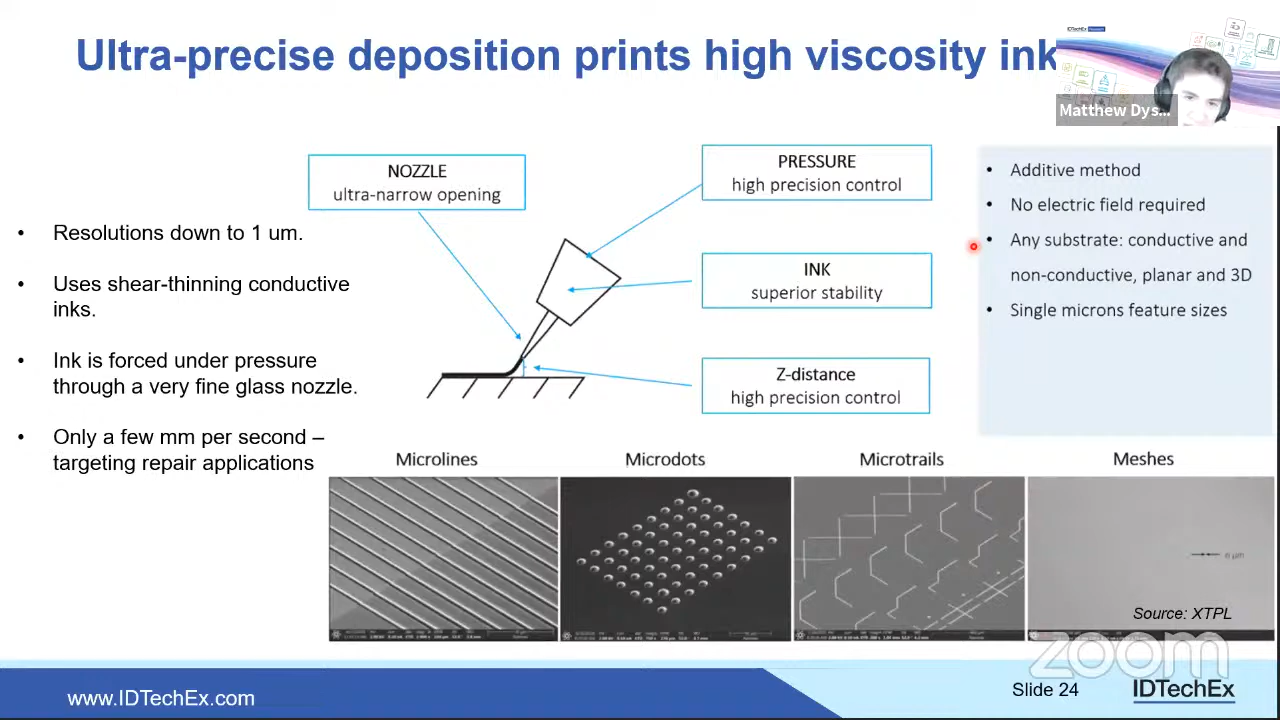 Ultra-precise deposition prints high viscosity ink
IDTechEx
Matthew Dys...
NOZZLE
ultra-narrow opening
PRESSURE
high precision control
INK
superior stability
Z-distance
high precision control
• Resolutions down to 1 um.
• Uses shear-thinning conductive
inks.
• Ink is forced under pressure
through a very fine glass nozzle.
• Only a few mm per second –
targeting repair applications
• Additive method
• No electric field required
• Any substrate: conductive and
non-conductive, planar and 3D
• Single microns feature sizes
Microlines
Microdots
Microtrails
Meshes
6 µm
Source: XTPL
zoom
www.IDTechEx.com
Slide 24
IDTechEx